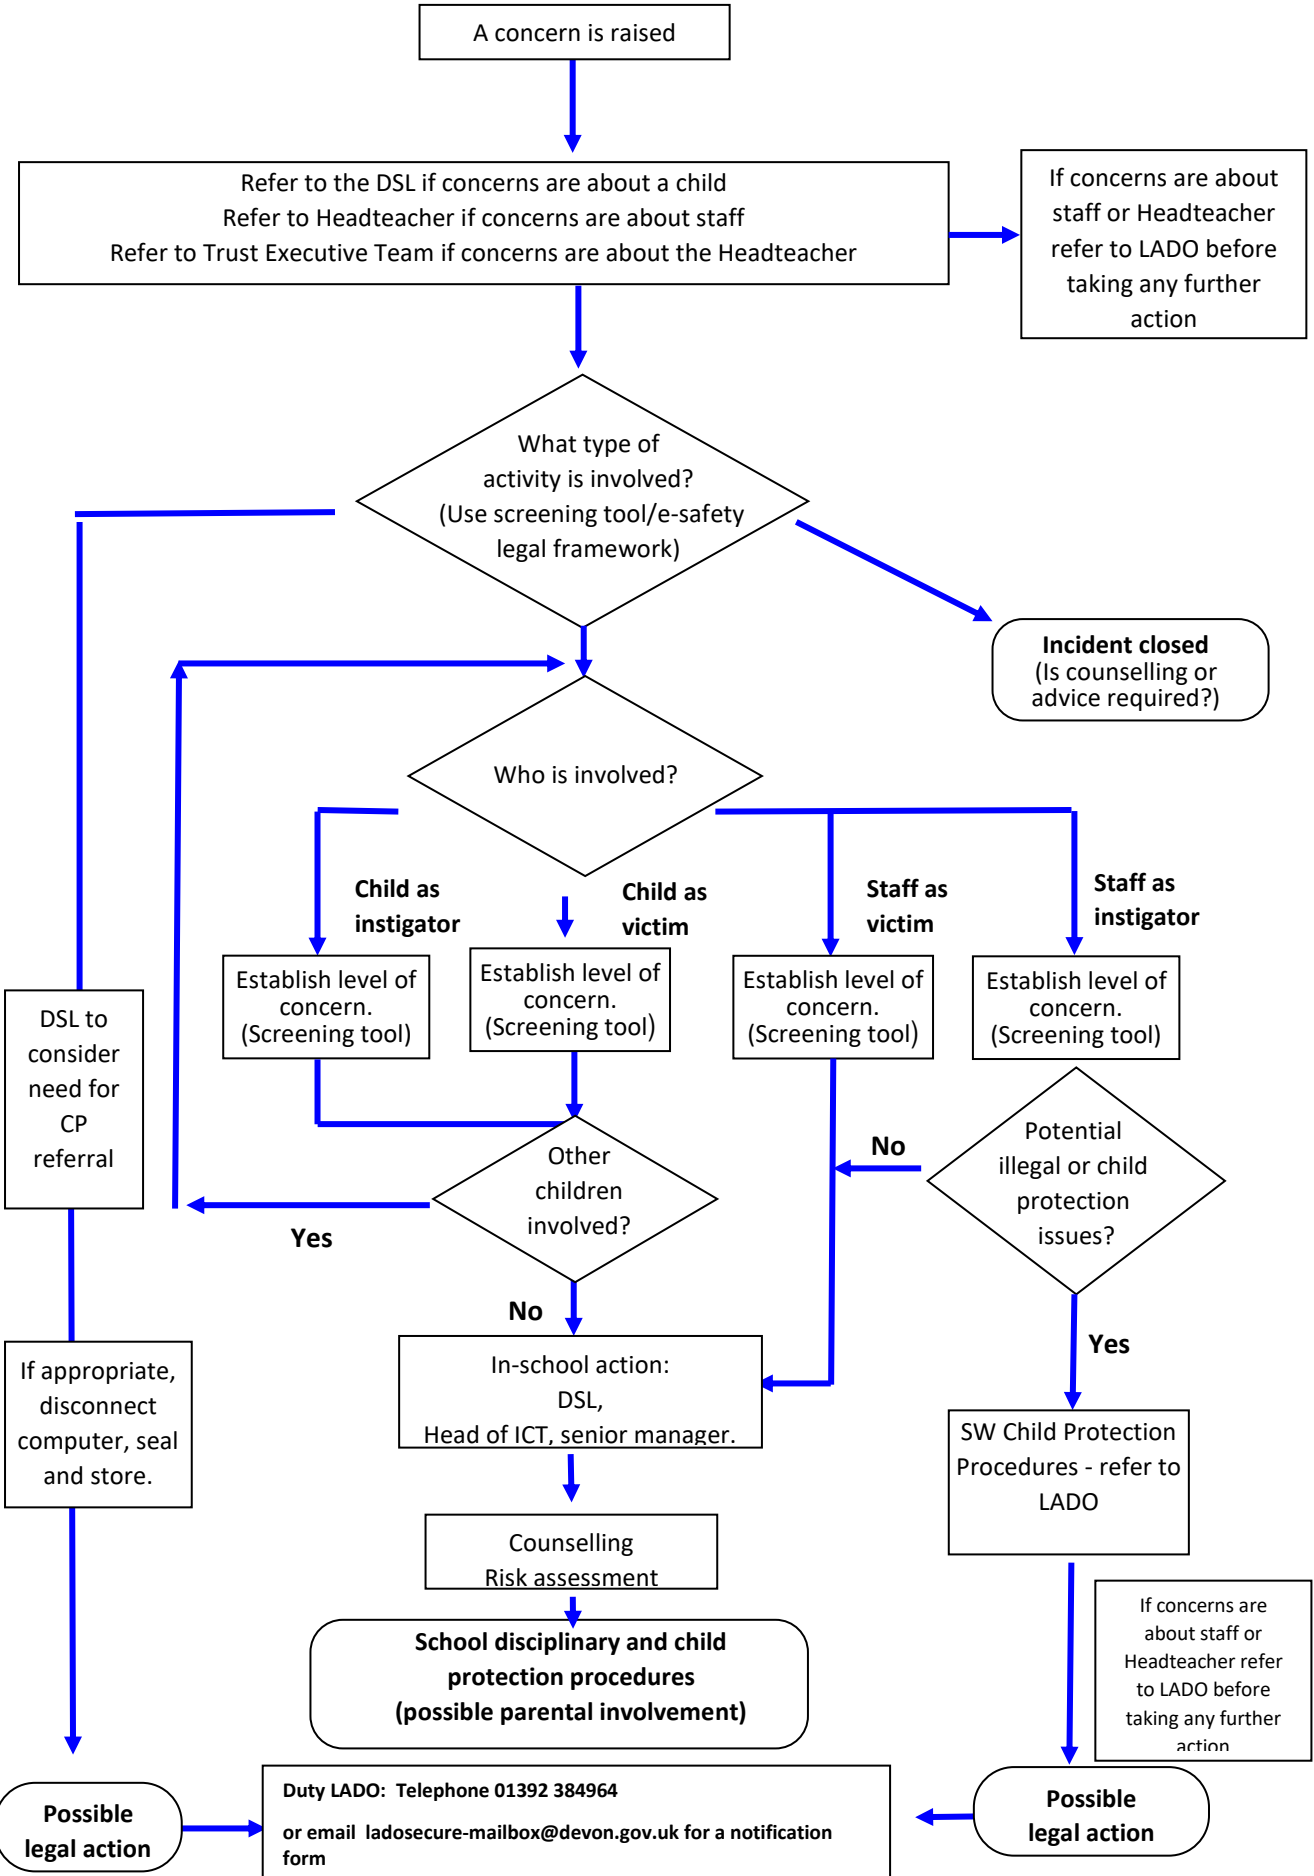 A concern is raised
Refer to the DSL if concerns are about a child
Refer to Headteacher if concerns are about staff
Refer to Trust Executive Team if concerns are about the Headteacher
If concerns are about
staff or Headteacher
refer to LADO before
taking any further
action
What type of
activity is involved?
(Use screening tool/e-safety
legal framework)
Incident closed
(Is counselling or
advice required?)
Who is involved?
Child as
instigator
Child as
victim
Staff as
victim
Staff as
instigator
Establish level of
concern.
(Screening tool)
Establish level of
concern.
(Screening tool)
Establish level of
concern.
(Screening tool)
Establish level of
concern.
(Screening tool)
DSL to
consider
need for
CP
referral
Other
children
involved?
Yes
No
Potential
illegal or child
protection
issues?
No
Yes
If appropriate,
disconnect
computer, seal
and store.
In-school action:
DSL,
Head of ICT, senior manager.
SW Child Protection
Procedures - refer to
LADO
Counselling
Risk assessment
If concerns are
about staff or
Headteacher refer
to LADO before
taking any further
action
School disciplinary and child
protection procedures
(possible parental involvement)
Possible
legal action
Duty LADO: Telephone 01392 384964
or email ladosecure-mailbox@devon.gov.uk for a notification
form
Possible
legal action